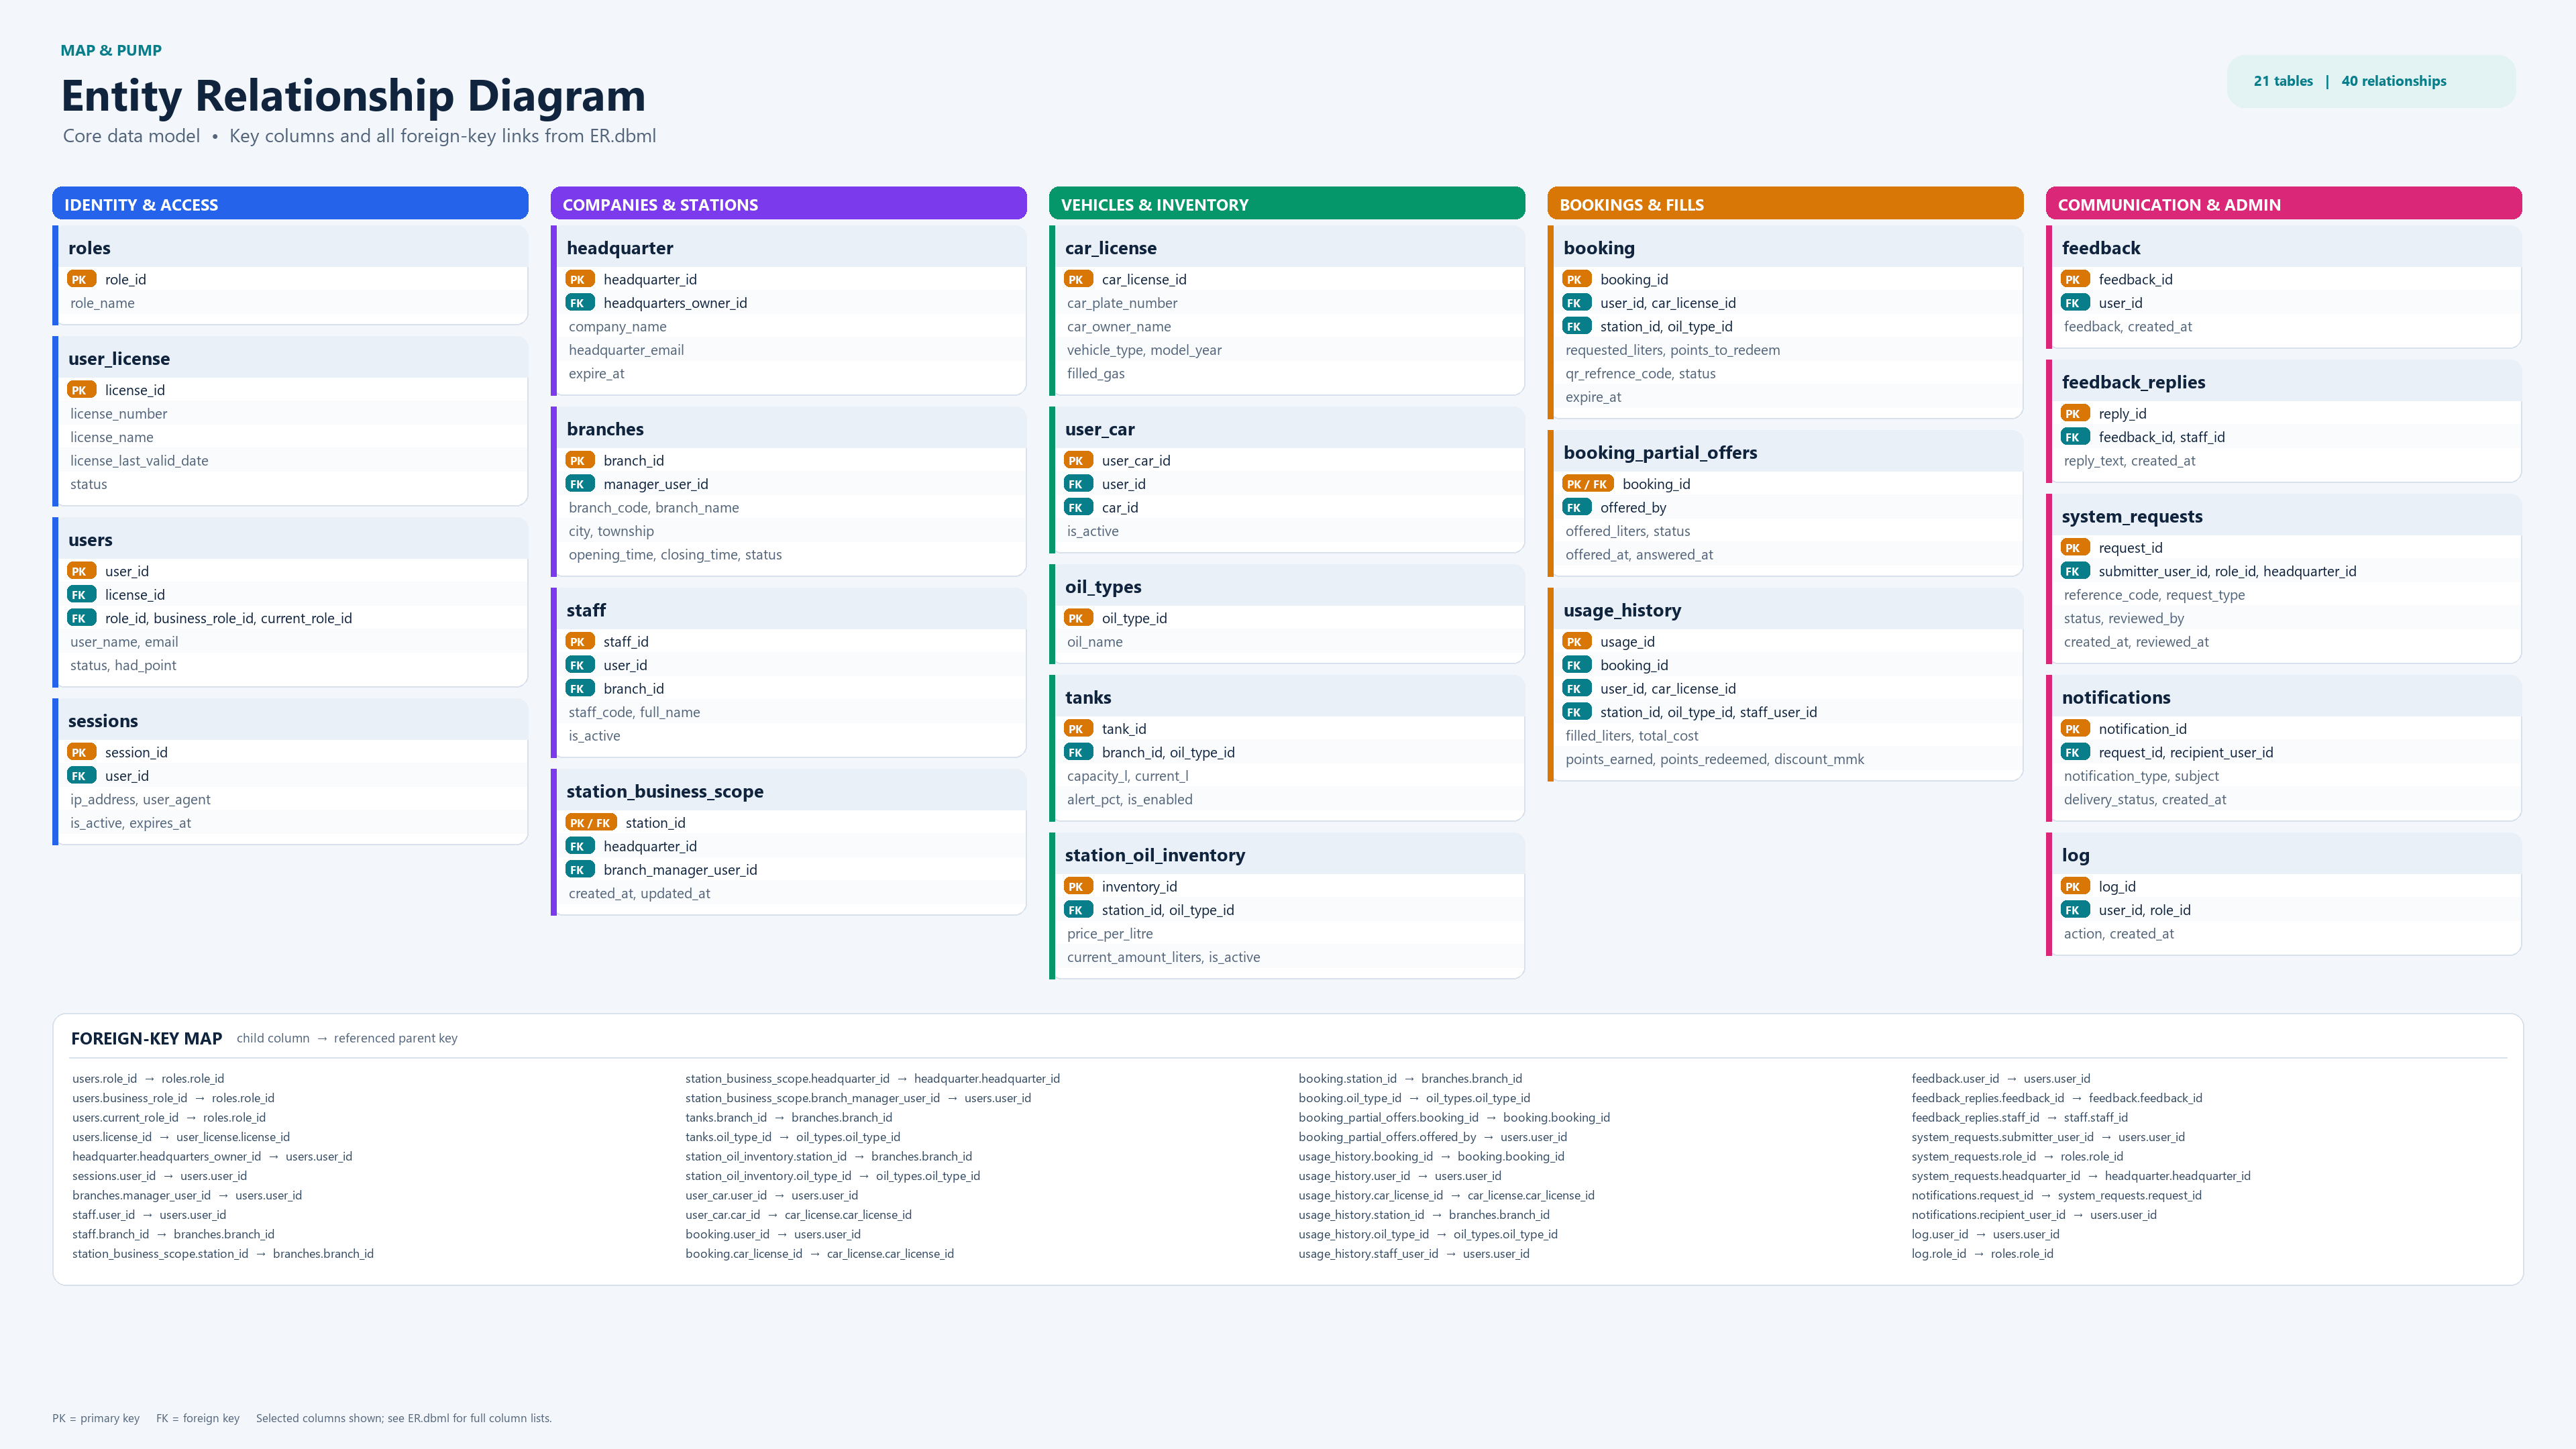 MAP & PUMP
Entity Relationship Diagram
Core data model • Key columns and all foreign-key links from ER.dbml
21 tables | 40 relationships
IDENTITY & ACCESS
roles
PK role_id
role_name
user_license
PK license_id
license_number
license_name
license_last_valid_date
status
users
PK user_id
FK license_id
FK role_id, business_role_id, current_role_id
user_name, email
status, had_point
sessions
PK session_id
FK user_id
ip_address, user_agent
is_active, expires_at
COMPANIES & STATIONS
headquarter
PK headquarter_id
FK headquarters_owner_id
company_name
headquarter_email
expire_at
branches
PK branch_id
FK manager_user_id
branch_code, branch_name
city, township
opening_time, closing_time, status
staff
PK staff_id
FK user_id
FK branch_id
staff_code, full_name
is_active
station_business_scope
PK / FK station_id
FK headquarter_id
FK branch_manager_user_id
created_at, updated_at
VEHICLES & INVENTORY
car_license
PK car_license_id
car_plate_number
car_owner_name
vehicle_type, model_year
filled_gas
user_car
PK user_car_id
FK user_id
FK car_id
is_active
oil_types
PK oil_type_id
oil_name
tanks
PK tank_id
FK branch_id, oil_type_id
capacity_l, current_l
alert_pct, is_enabled
station_oil_inventory
PK inventory_id
FK station_id, oil_type_id
price_per_litre
current_amount_liters, is_active
BOOKINGS & FILLS
booking
PK booking_id
FK user_id, car_license_id
FK station_id, oil_type_id
requested_liters, points_to_redeem
qr_refrence_code, status
expire_at
booking_partial_offers
PK / FK booking_id
FK offered_by
offered_liters, status
offered_at, answered_at
usage_history
PK usage_id
FK booking_id
FK user_id, car_license_id
FK station_id, oil_type_id, staff_user_id
filled_liters, total_cost
points_earned, points_redeemed, discount_mmk
COMMUNICATION & ADMIN
feedback
PK feedback_id
FK user_id
feedback, created_at
feedback_replies
PK reply_id
FK feedback_id, staff_id
reply_text, created_at
system_requests
PK request_id
FK submitter_user_id, role_id, headquarter_id
reference_code, request_type
status, reviewed_by
created_at, reviewed_at
notifications
PK notification_id
FK request_id, recipient_user_id
notification_type, subject
delivery_status, created_at
log
PK log_id
FK user_id, role_id
action, created_at
FOREIGN-KEY MAP child column → referenced parent key
users.role_id → roles.role_id
users.business_role_id → roles.role_id
users.current_role_id → roles.role_id
users.license_id → user_license.license_id
headquarter.headquarters_owner_id → users.user_id
sessions.user_id → users.user_id
branches.manager_user_id → users.user_id
staff.user_id → users.user_id
staff.branch_id → branches.branch_id
station_business_scope.station_id → branches.branch_id
station_business_scope.headquarter_id → headquarter.headquarter_id
station_business_scope.branch_manager_user_id → users.user_id
tanks.branch_id → branches.branch_id
tanks.oil_type_id → oil_types.oil_type_id
station_oil_inventory.station_id → branches.branch_id
station_oil_inventory.oil_type_id → oil_types.oil_type_id
user_car.user_id → users.user_id
user_car.car_id → car_license.car_license_id
booking.user_id → users.user_id
booking.car_license_id → car_license.car_license_id
booking.station_id → branches.branch_id
booking.oil_type_id → oil_types.oil_type_id
booking_partial_offers.booking_id → booking.booking_id
booking_partial_offers.offered_by → users.user_id
usage_history.booking_id → booking.booking_id
usage_history.user_id → users.user_id
usage_history.car_license_id → car_license.car_license_id
usage_history.station_id → branches.branch_id
usage_history.oil_type_id → oil_types.oil_type_id
usage_history.staff_user_id → users.user_id
feedback.user_id → users.user_id
feedback_replies.feedback_id → feedback.feedback_id
feedback_replies.staff_id → staff.staff_id
system_requests.submitter_user_id → users.user_id
system_requests.role_id → roles.role_id
system_requests.headquarter_id → headquarter.headquarter_id
notifications.request_id → system_requests.request_id
notifications.recipient_user_id → users.user_id
log.user_id → users.user_id
log.role_id → roles.role_id
PK = primary key FK = foreign key Selected columns shown; see ER.dbml for full column lists.